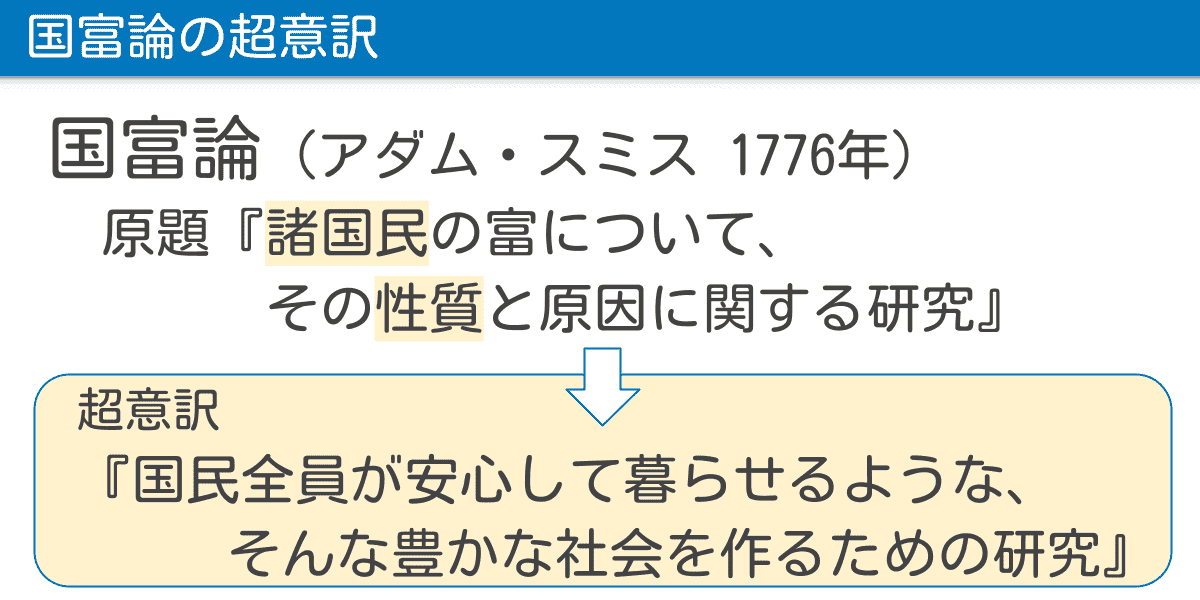 国富論の超意訳
国富論（アダム・スミス 1776年）
原題『諸国民の富について、
その性質と原因に関する研究』
超意訳
『国民全員が安心して暮らせるような、
そんな豊かな社会を作るための研究』